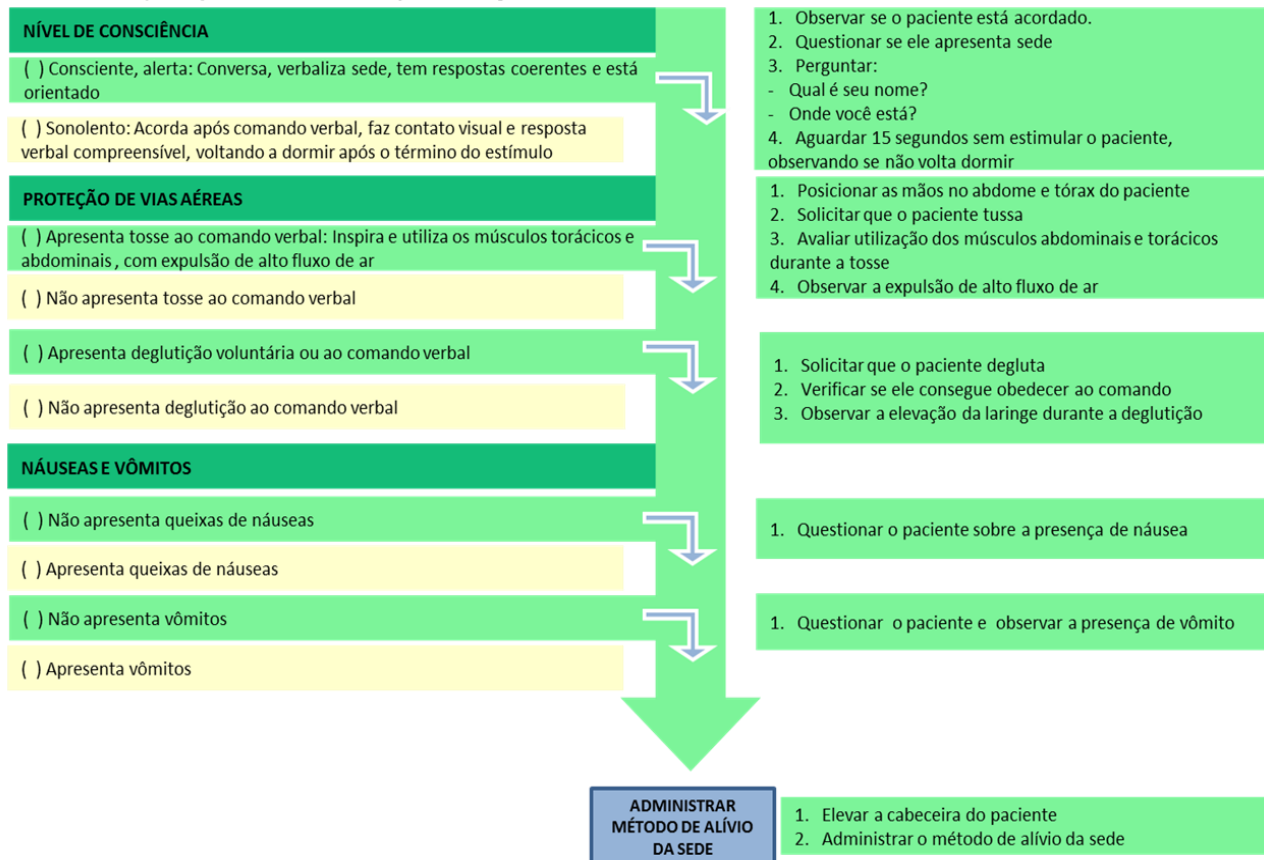 NÍVEL DE CONSCIÊNCIA
( ) Consciente, alerta: Conversa, verbaliza sede, tem respostas coerentes e está
orientado
( ) Sonolento: Acorda após comando verbal, faz contato visual e resposta
verbal compreensível, voltando a dormir após o término do estímulo
1. Observar se o paciente está acordado.
2. Questionar se ele apresenta sede
3. Perguntar:
- Qual é seu nome?
- Onde você está?
4. Aguardar 15 segundos sem estimular o paciente,
observando se não volta dormir
PROTEÇÃO DE VIAS AÉREAS
( ) Apresenta tosse ao comando verbal: Inspira e utiliza os músculos torácicos e
abdominais , com expulsão de alto fluxo de ar
( ) Não apresenta tosse ao comando verbal
1. Posicionar as mãos no abdome e tórax do paciente
2. Solicitar que o paciente tussa
3. Avaliar utilização dos músculos abdominais e torácicos
durante a tosse
4. Observar a expulsão de alto fluxo de ar
( ) Apresenta deglutição voluntária ou ao comando verbal
( ) Não apresenta deglutição ao comando verbal
1. Solicitar que o paciente degluta
2. Verificar se ele consegue obedecer ao comando
3. Observar a elevação da laringe durante a deglutição
NÁUSEAS E VÔMITOS
( ) Não apresenta queixas de náuseas
( ) Apresenta queixas de náuseas
1. Questionar o paciente sobre a presença de náusea
( ) Não apresenta vômitos
( ) Apresenta vômitos
1. Questionar o paciente e observar a presença de vômito
ADMINISTRAR
MÉTODO DE ALÍVIO
DA SEDE
1. Elevar a cabeceira do paciente
2. Administrar o método de alívio da sede